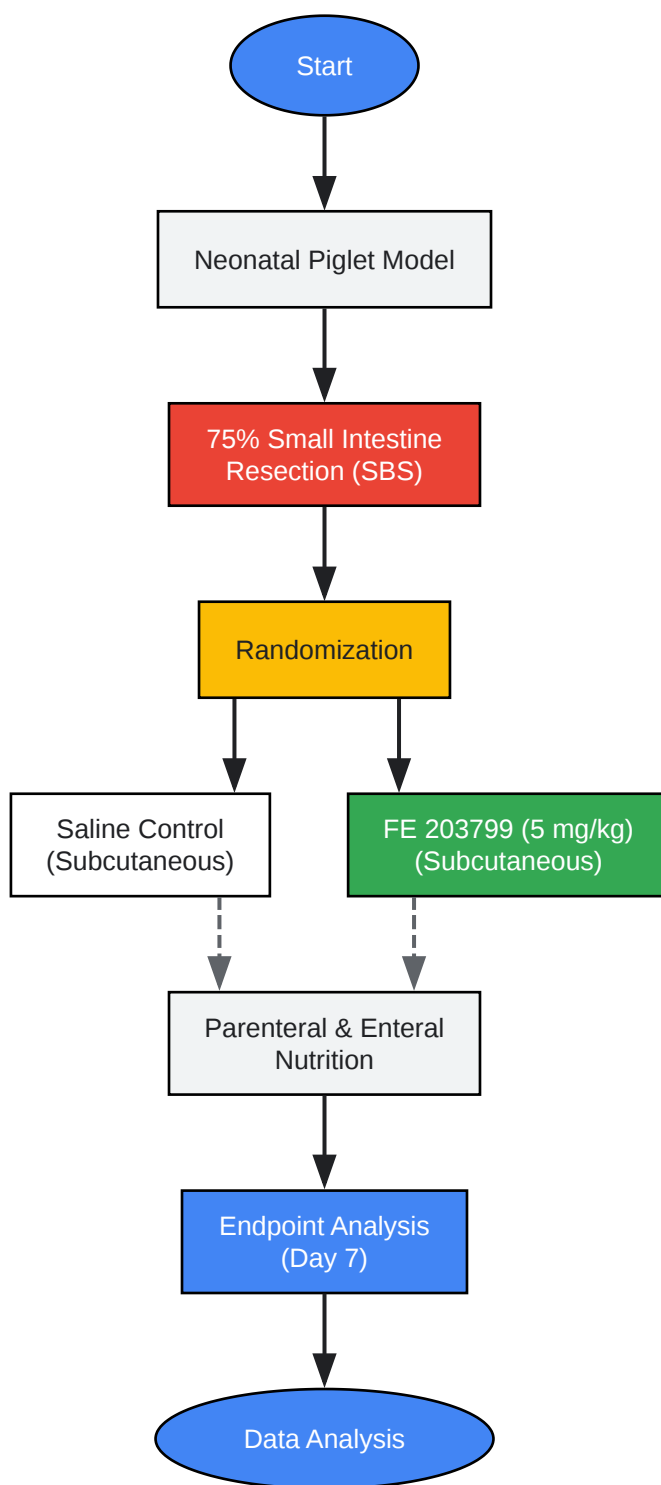 Start
Neonatal Piglet Model
75% Small Intestine
Resection (SBS)
Randomization
Saline Control
(Subcutaneous)
FE 203799 (5 mg/kg)
(Subcutaneous)
Parenteral & Enteral
Nutrition
Endpoint Analysis
(Day 7)
Data Analysis